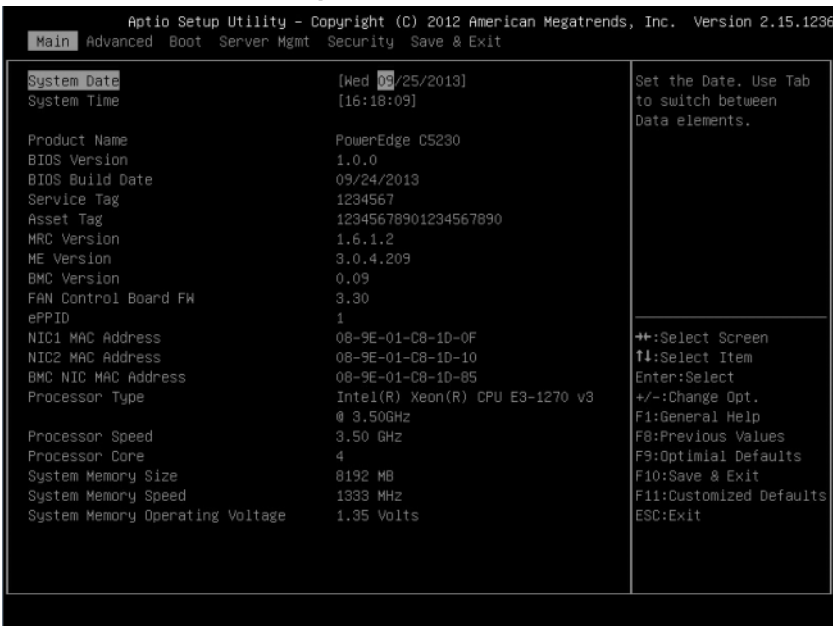 Aptio Setup Utility – Copyright (C) 2012 American Megatrends, Inc. Version 2.15.1236
Main Advanced Boot Server Mgmt Security Save & Exit
System Date [Wed 09/25/2013]
System Time [16:18:09]
Product Name PowerEdge C5230
BIOS Version 1.0.0
BIOS Build Date 09/24/2013
Service Tag 1234567
Asset Tag 12345678901234567890
MRC Version 1.6.1.2
ME Version 3.0.4.209
BMC Version 0.09
FAN Control Board FW 3.30
ePPID 1
NIC1 MAC Address 08-9E-01-C8-1D-0F
NIC2 MAC Address 08-9E-01-C8-1D-10
BMC NIC MAC Address 08-9E-01-C8-1D-85
Processor Type Intel(R) Xeon(R) CPU E3-1270 v3
@ 3.50GHz
Processor Speed 3.50 GHz
Processor Core 4
System Memory Size 8192 MB
System Memory Speed 1333 MHz
System Memory Operating Voltage 1.35 Volts
Set the Date. Use Tab
to switch between
Data elements.
→←:Select Screen
↑↓:Select Item
Enter:Select
+/-:Change Opt.
F1:General Help
F8:Previous Values
F9:Optimial Defaults
F10:Save & Exit
F11:Customized Defaults
ESC:Exit